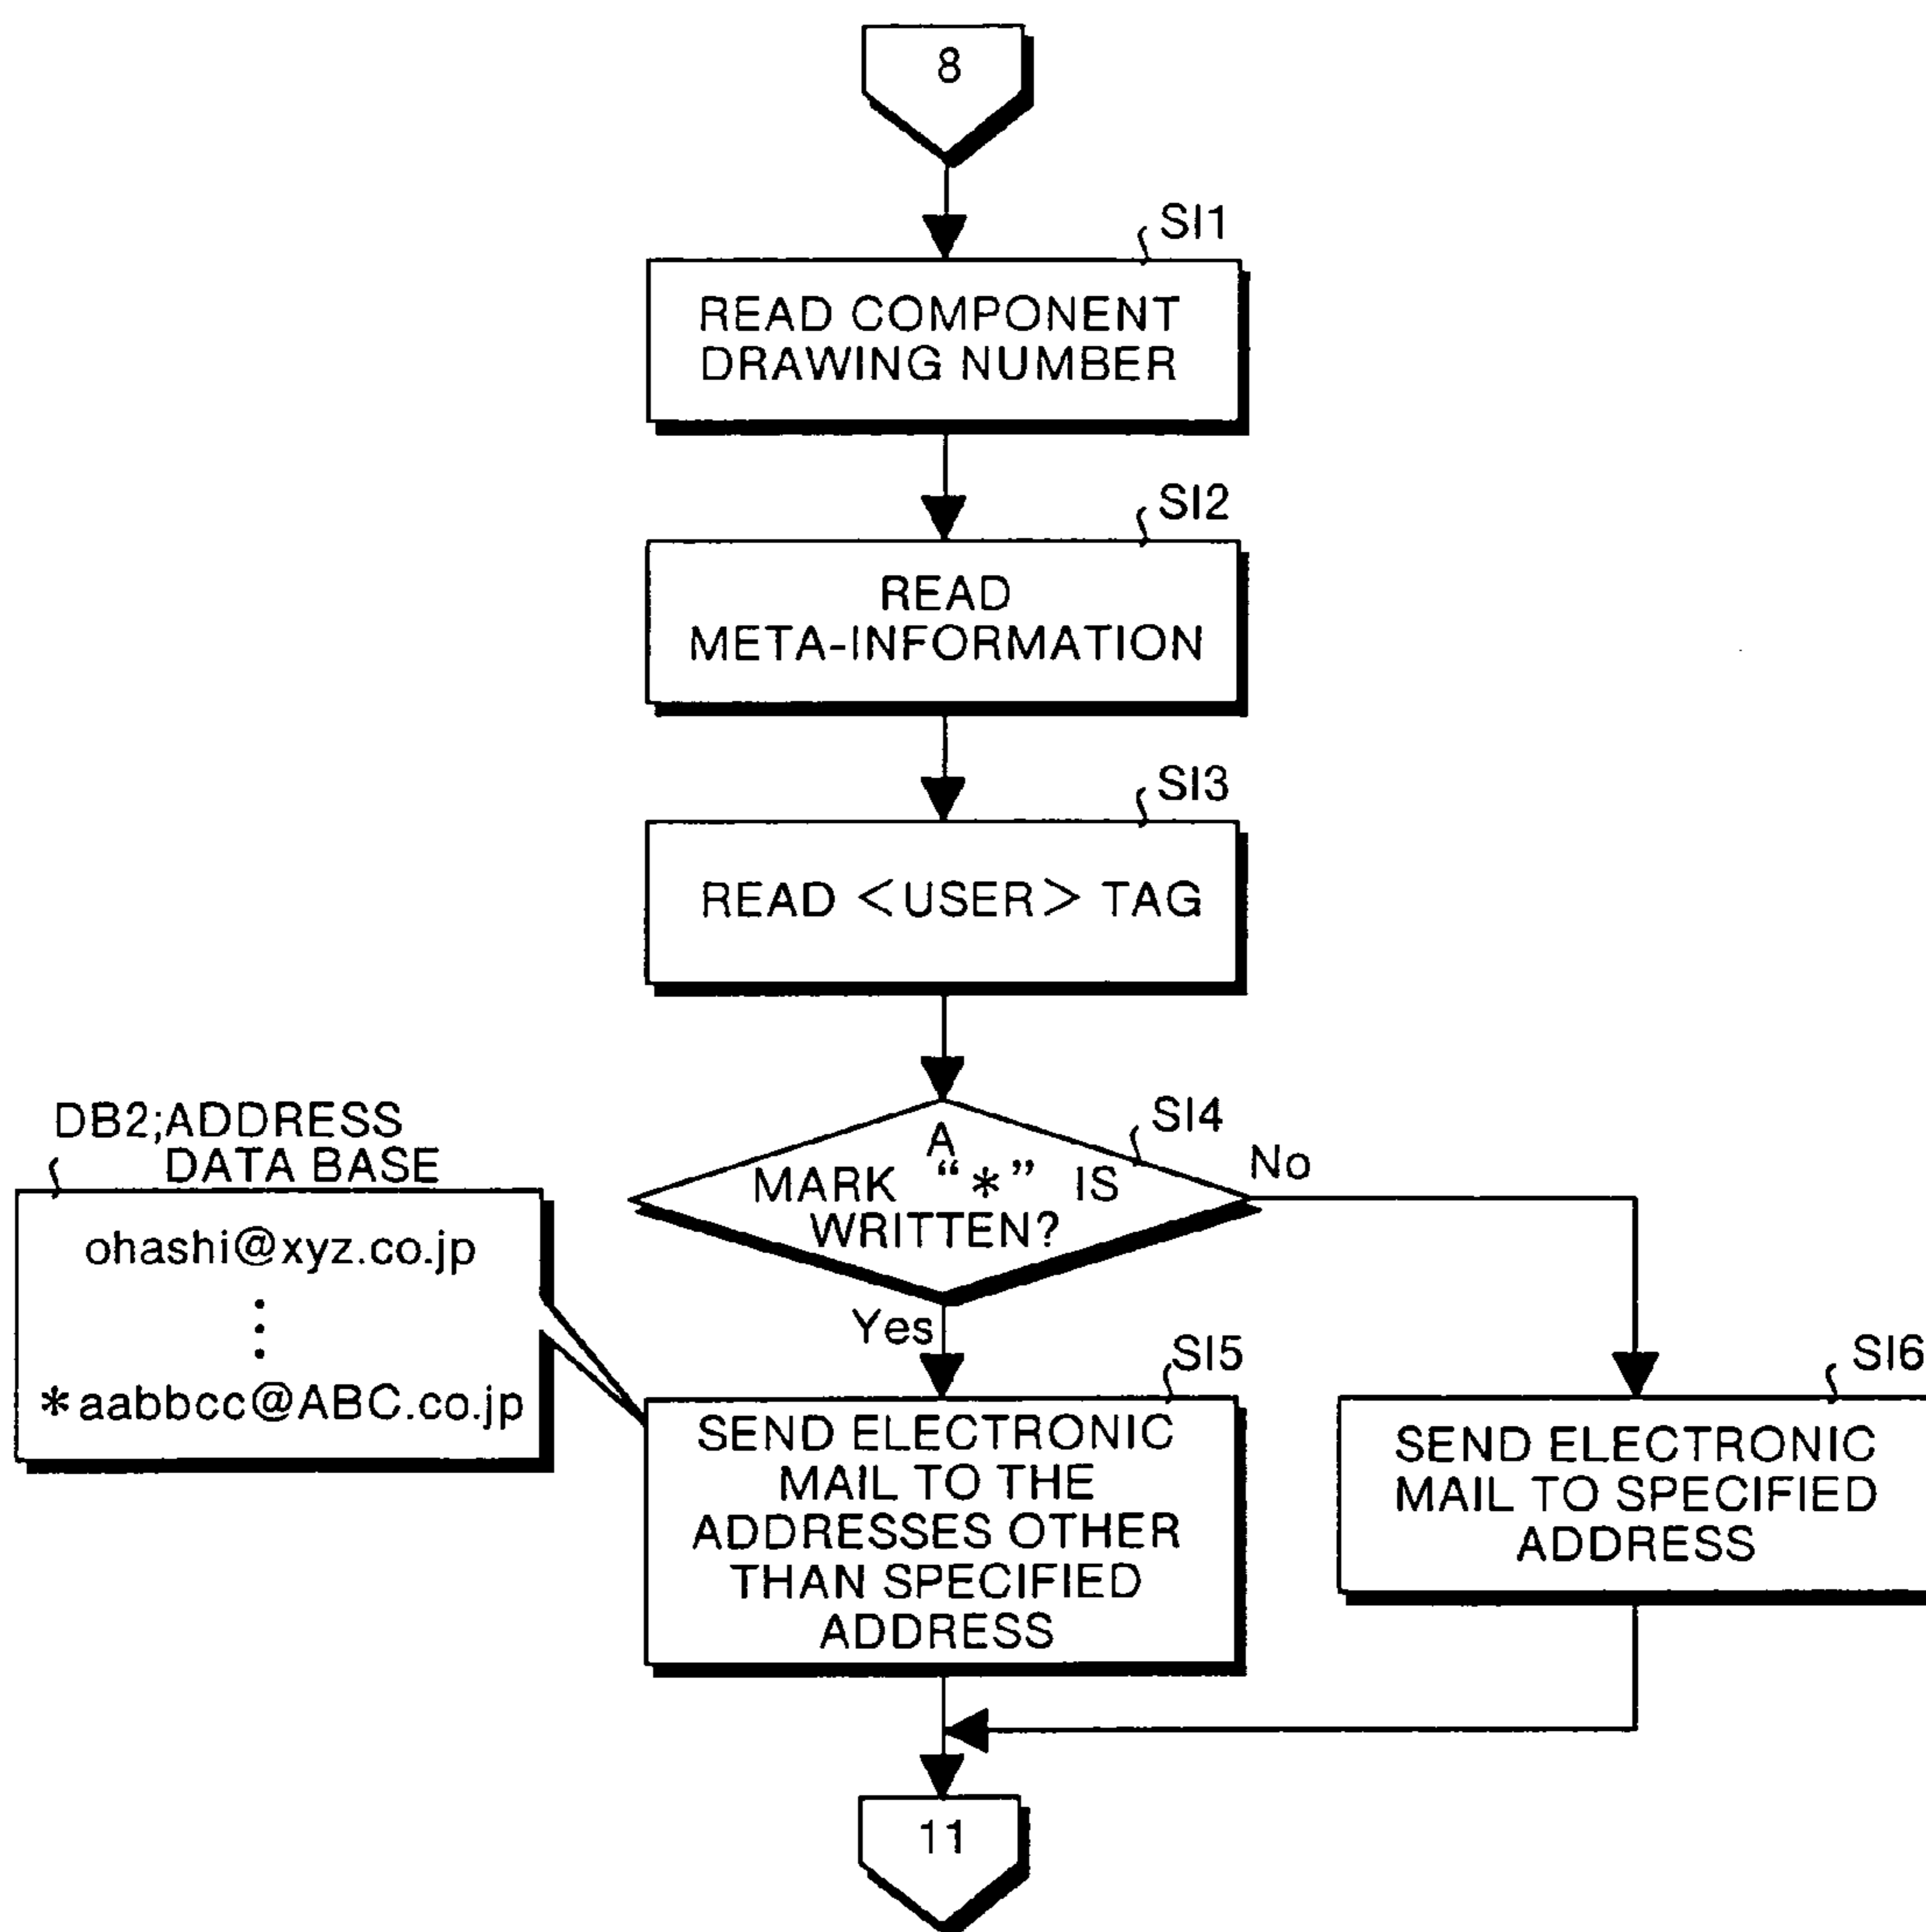 8
SI1
READ COMPONENT
DRAWING NUMBER
SI2
READ
META-INFORMATION
SI3
READ <USER> TAG
SI4
A
MARK “*” IS
WRITTEN?
No
Yes
DB2;ADDRESS
DATA BASE
ohashi@xyz.co.jp
*aabbcc@ABC.co.jp
SI5
SEND ELECTRONIC
MAIL TO THE
ADDRESSES OTHER
THAN SPECIFIED
ADDRESS
SI6
SEND ELECTRONIC
MAIL TO SPECIFIED
ADDRESS
11